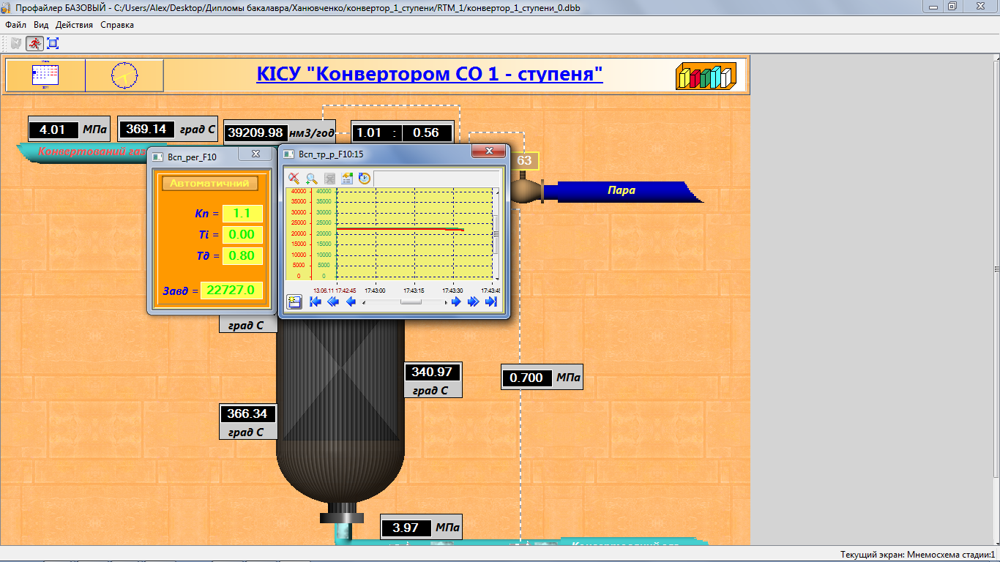 Профайлер БАЗОВЫЙ - C:/Users/Alex/Desktop/Дипломы бакалавра/Ханювченко/конвертор_1_ступени/RTM_1/конвертор_1_ступени_0.dbb
Файл Вид Действия Справка
КІСУ "Конвертором СО 1 - ступеня"
4.01 МПа
369.14 град С
39209.98 нм3/год
1.01 : 0.56
Конвертований газ
63
Пара
Всп_рег_F10
Автоматичний
Кп = 1.1
Ті = 0.00
Тд = 0.80
Завд = 22727.0
Всп_тр_р_F10:15
40000 40000
35000 35000
30000 30000
25000 25000
20000 20000
15000 15000
10000 10000
5000 5000
0 0
13.06.11 17:42:45 17:43:00 17:43:15 17:43:30 17:43:45
град С
340.97
град С
0.700 МПа
366.34
град С
3.97 МПа
Текущий экран: Мнемосхема стадии:1